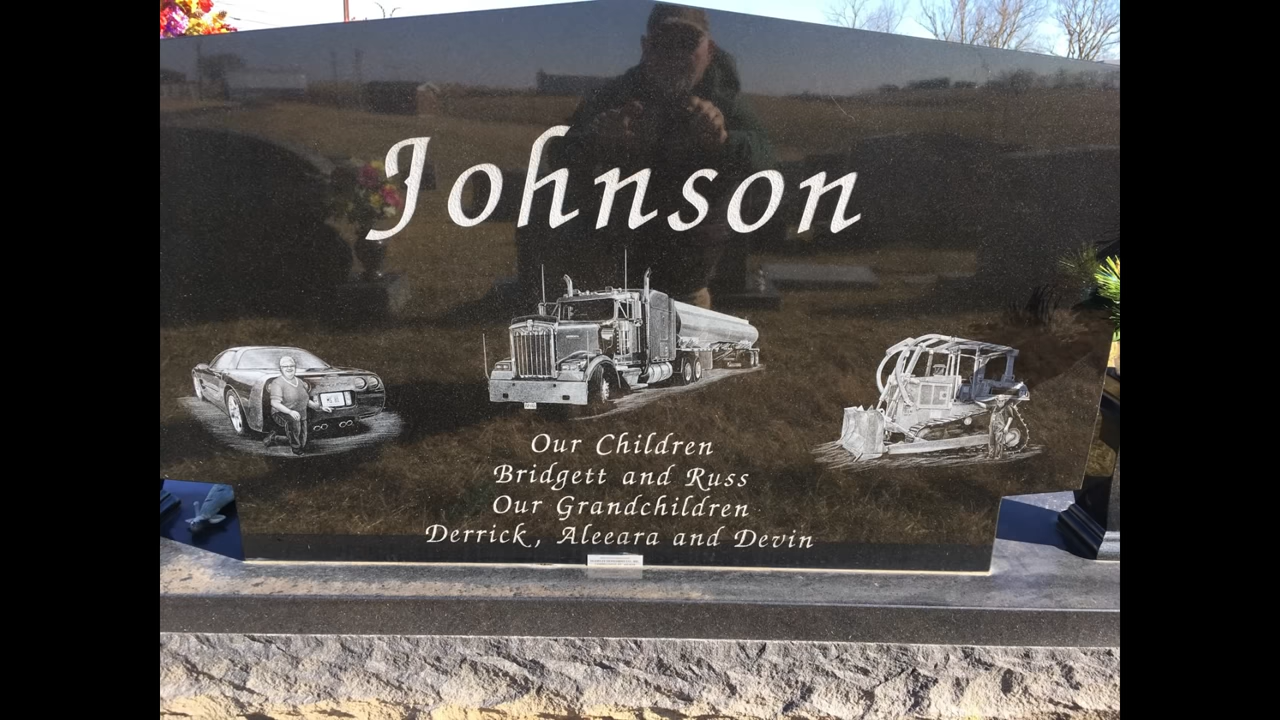 Johnson
Our Children
Bridgett and Russ
Our Grandchildren
Derrick, Aleeara and Devin